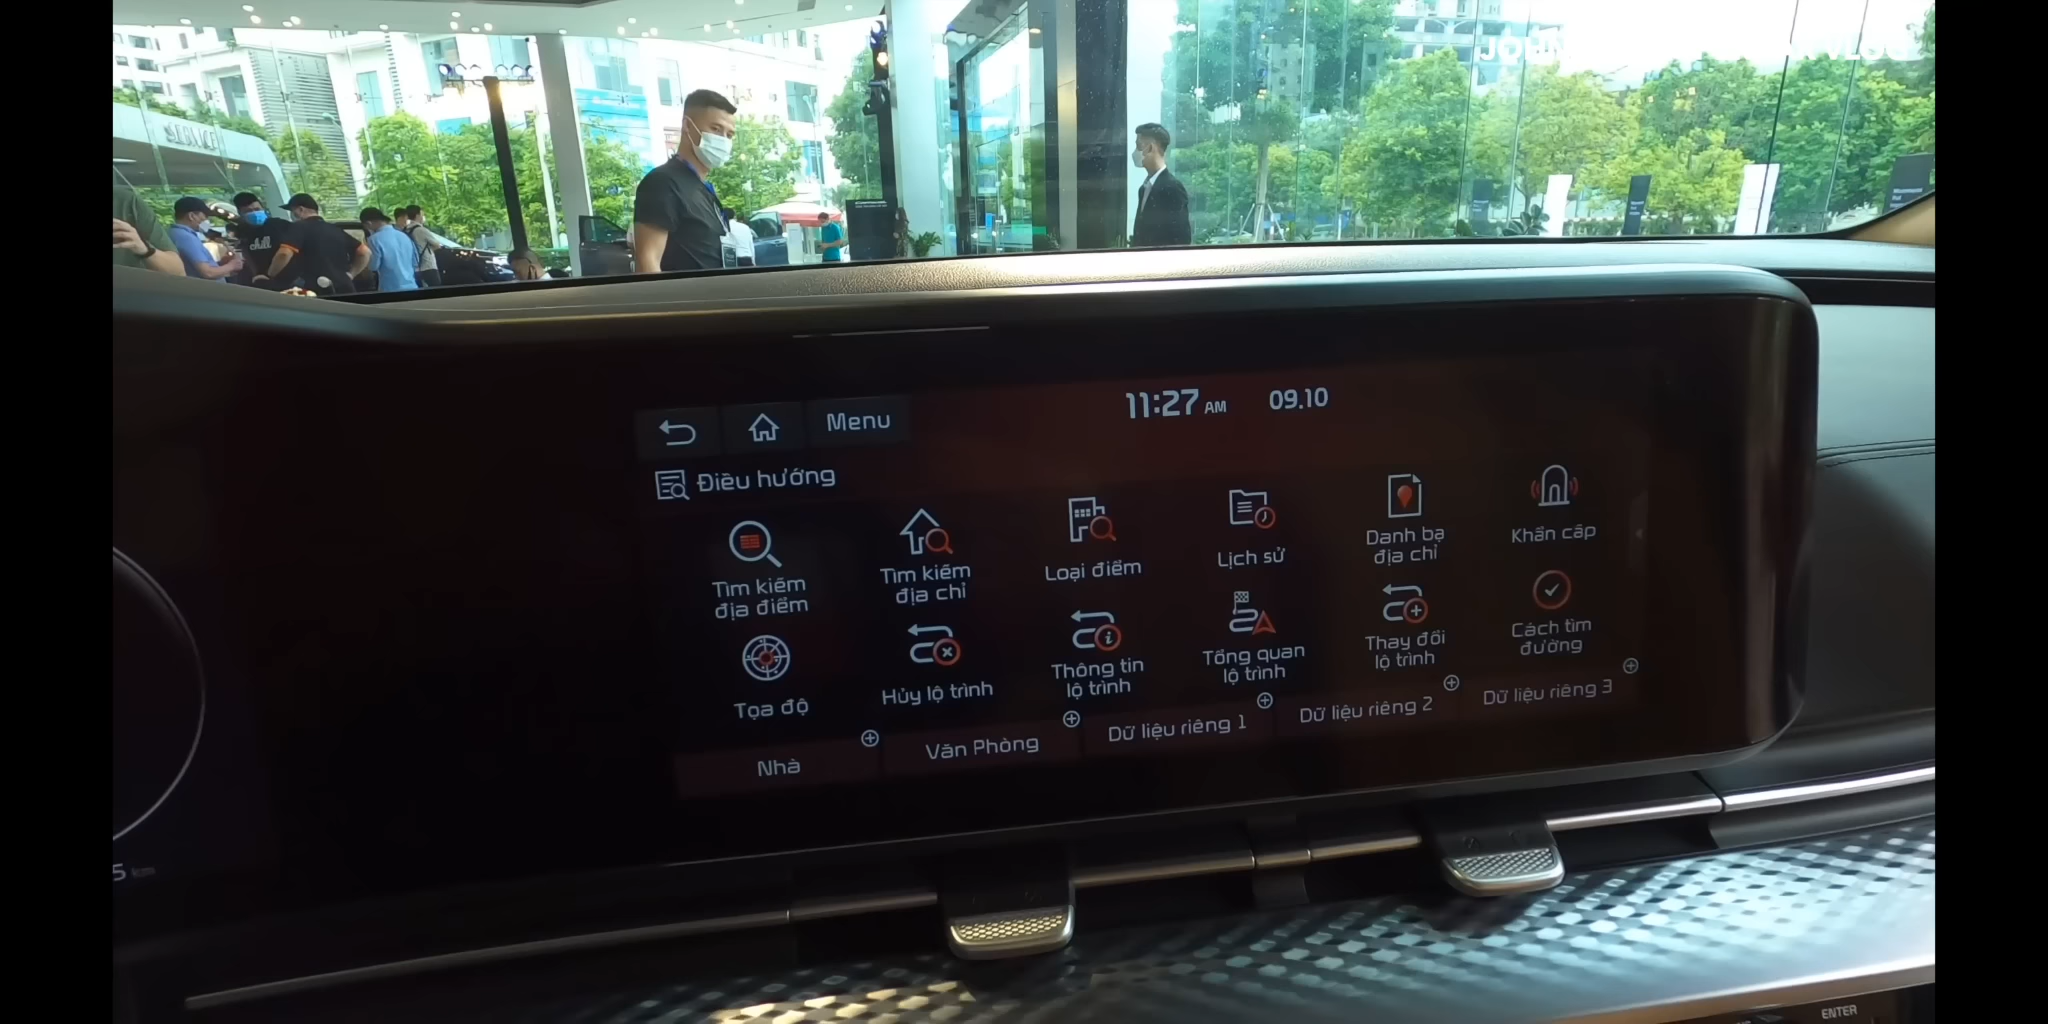 SERVICE
11:27 AM 09.10
Menu
Điều hướng
Tìm kiếm
địa điểm
Tìm kiếm
địa chỉ
Loại điểm
Lịch sử
Danh bạ
địa chỉ
Khẩn cấp
Tọa độ
Hủy lộ trình
Thông tin
lộ trình
Tổng quan
lộ trình
Thay đổi
lộ trình
Cách tìm
đường
Nhà
Văn Phòng
Dữ liệu riêng 1
Dữ liệu riêng 2
Dữ liệu riêng 3
5 km
ENTER